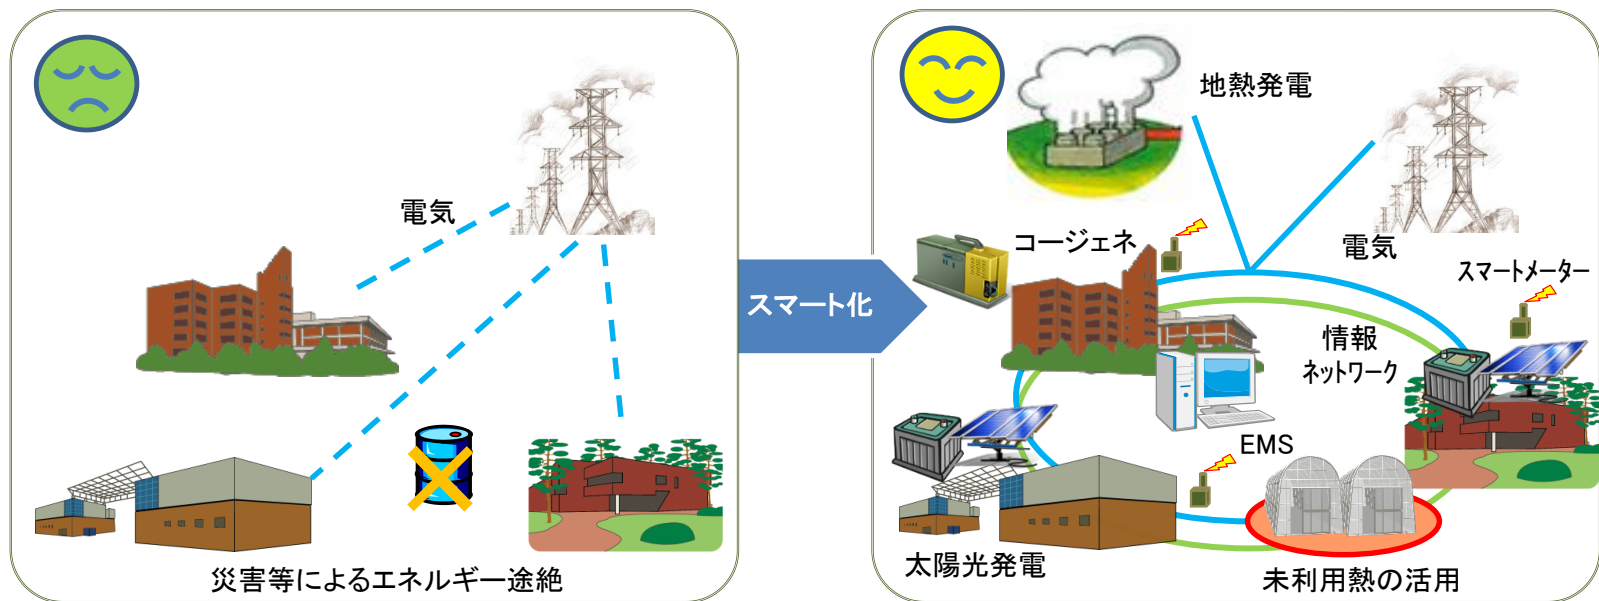 電気
災害等によるエネルギー途絶
スマート化
地熱発電
コージェネ
電気
スマートメーター
情報
ネットワーク
EMS
太陽光発電
未利用熱の活用